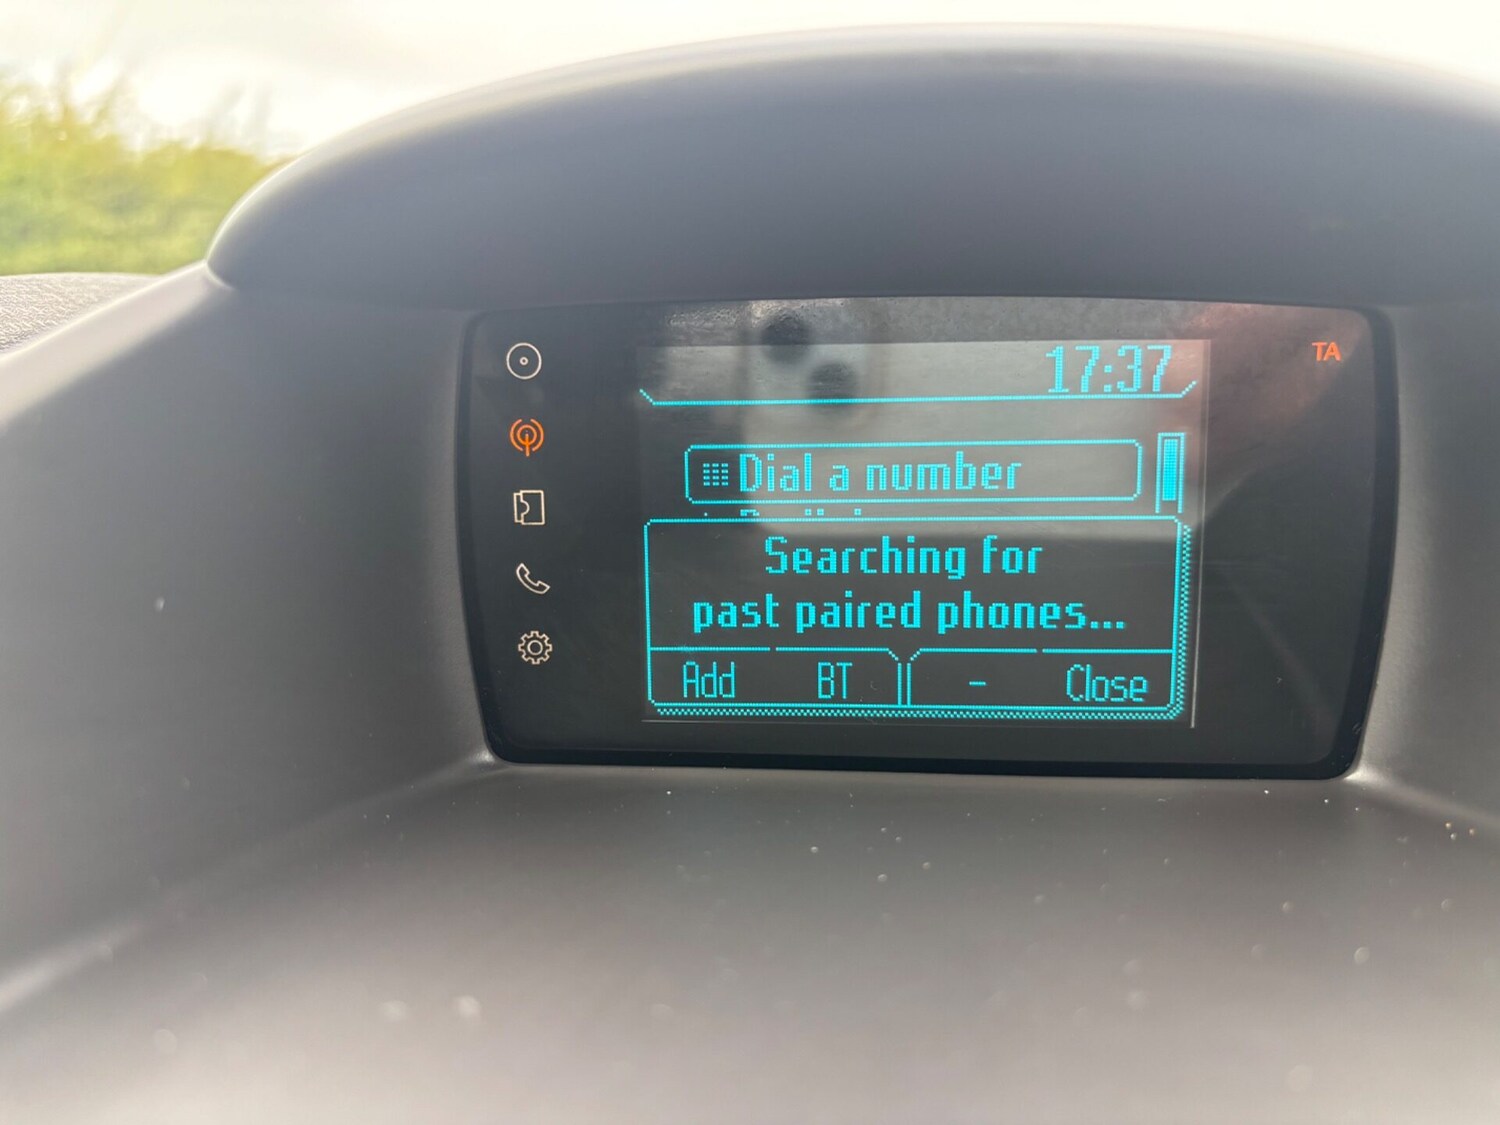 17:37
TA
Dial a number
Searching for
past paired phones...
Add BT - Close